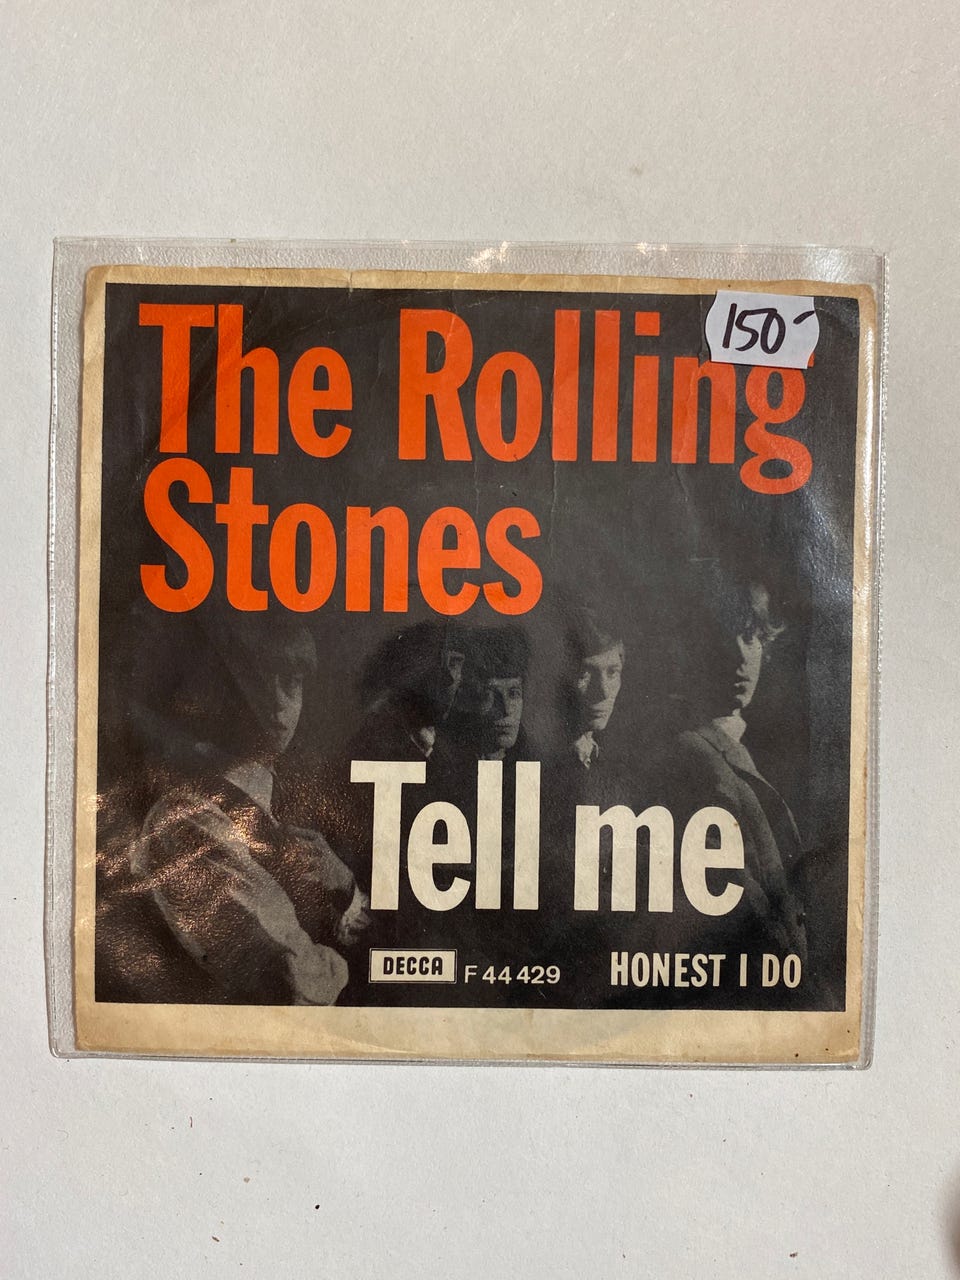 150-
The Rolling
Stones
Tell me
DECCA F 44 429 HONEST I DO